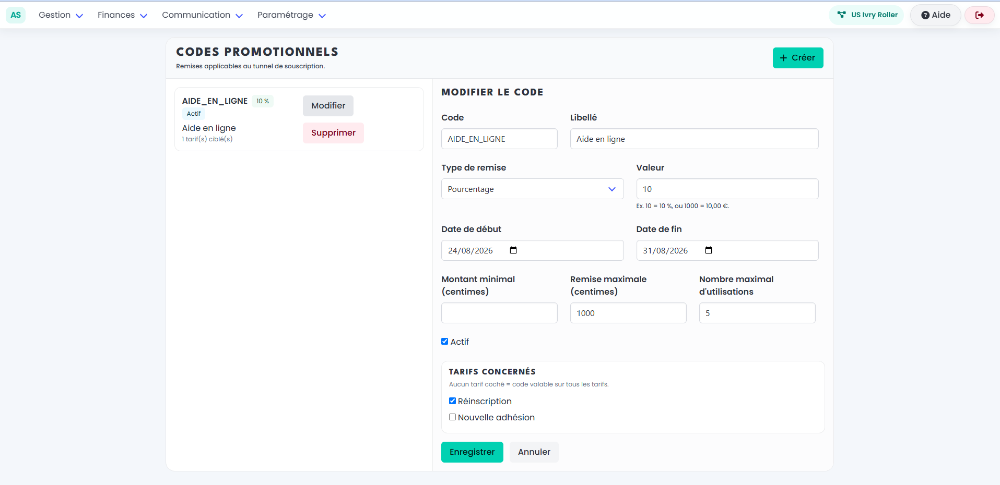 AS Gestion Finances Communication Paramétrage US Ivry Roller Aide
CODES PROMOTIONNELS
Remises applicables au tunnel de souscription.
Créer
AIDE_EN_LIGNE 10 %
Actif
Aide en ligne
1 tarif(s) ciblé(s)
Modifier
Supprimer
MODIFIER LE CODE
Code Libellé
AIDE_EN_LIGNE Aide en ligne
Type de remise Valeur
Pourcentage 10
Ex. 10 = 10 %, ou 1000 = 10,00 €.
Date de début Date de fin
24/08/2026 31/08/2026
Montant minimal (centimes)
Remise maximale (centimes)
Nombre maximal d'utilisations
1000 5
Actif
TARIFS CONCERNÉS
Aucun tarif coché = code valable sur tous les tarifs.
Réinscription
Nouvelle adhésion
Enregistrer Annuler